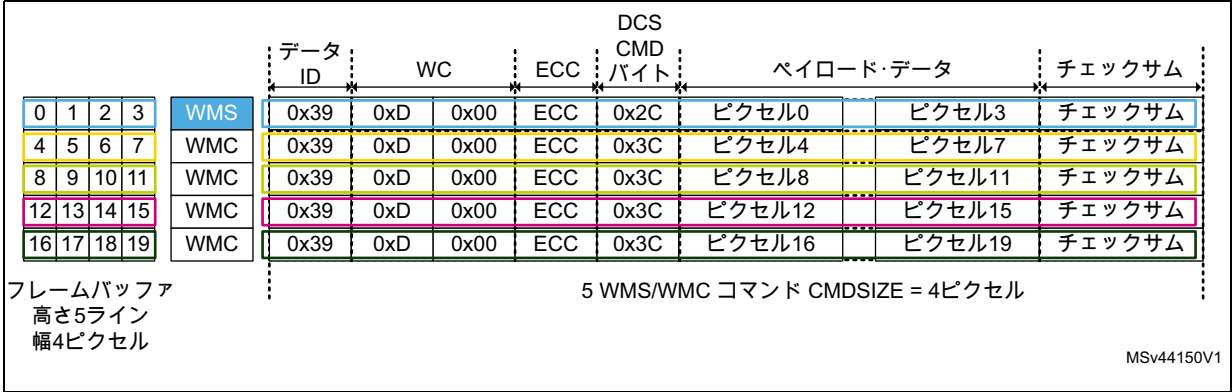 データ ID WC ECC DCS CMD バイト ペイロード·データ チェックサム
0 1 2 3 WMS 0x39 0xD 0x00 ECC 0x2C ピクセル0 ピクセル3 チェックサム
4 5 6 7 WMC 0x39 0xD 0x00 ECC 0x3C ピクセル4 ピクセル7 チェックサム
8 9 10 11 WMC 0x39 0xD 0x00 ECC 0x3C ピクセル8 ピクセル11 チェックサム
12 13 14 15 WMC 0x39 0xD 0x00 ECC 0x3C ピクセル12 ピクセル15 チェックサム
16 17 18 19 WMC 0x39 0xD 0x00 ECC 0x3C ピクセル16 ピクセル19 チェックサム
フレームバッファ
高さ5ライン
幅4ピクセル
5 WMS/WMC コマンド CMDSIZE = 4ピクセル
MSv44150V1